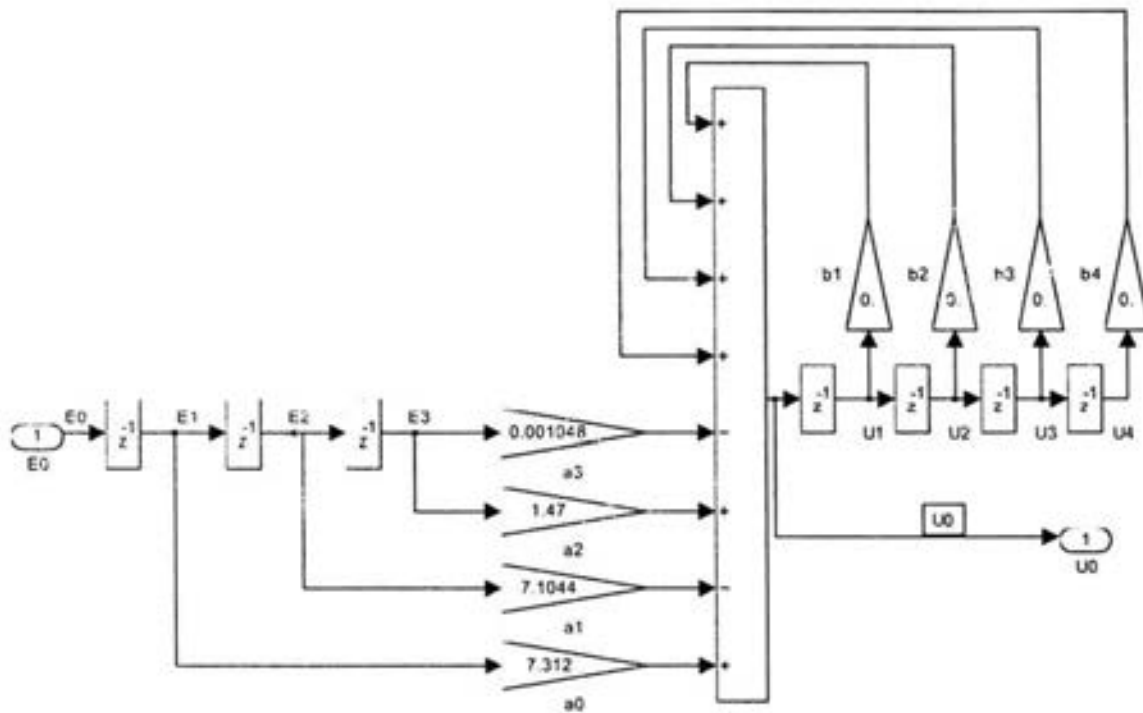 +
+
b1
b2
h3
b4
0.
0.
0.
0.
+
+
z-1
z-1
z-1
z-1
U1
U2
U3
U4
E0
E1
E2
E3
1
z-1
z-1
z-1
0.001048
−
E0
a3
1.47
+
a2
U0
1
U0
7.1044
−
a1
7.312
+
a0